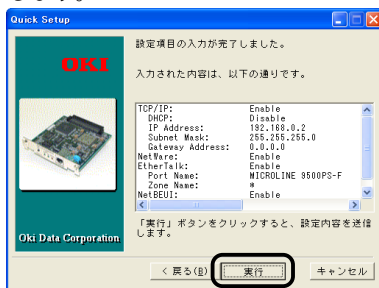 Quick Setup
OKI
設定項目の入力が完了しました。
入力された内容は、以下の通りです。
TCP/IP: Enable
DHCP: Disable
IP Address: 192.168.0.2
Subnet Mask: 255.255.255.0
Gateway Address: 0.0.0.0
NetWare: Enable
EtherTalk: Enable
Port Name: MICROLINE 9500PS-F
Zone Name: *
NetBEUI: Enable
「実行」ボタンをクリックすると、設定内容を送信
します。
Oki Data Corporation
< 戻る(B)
実行
キャンセル